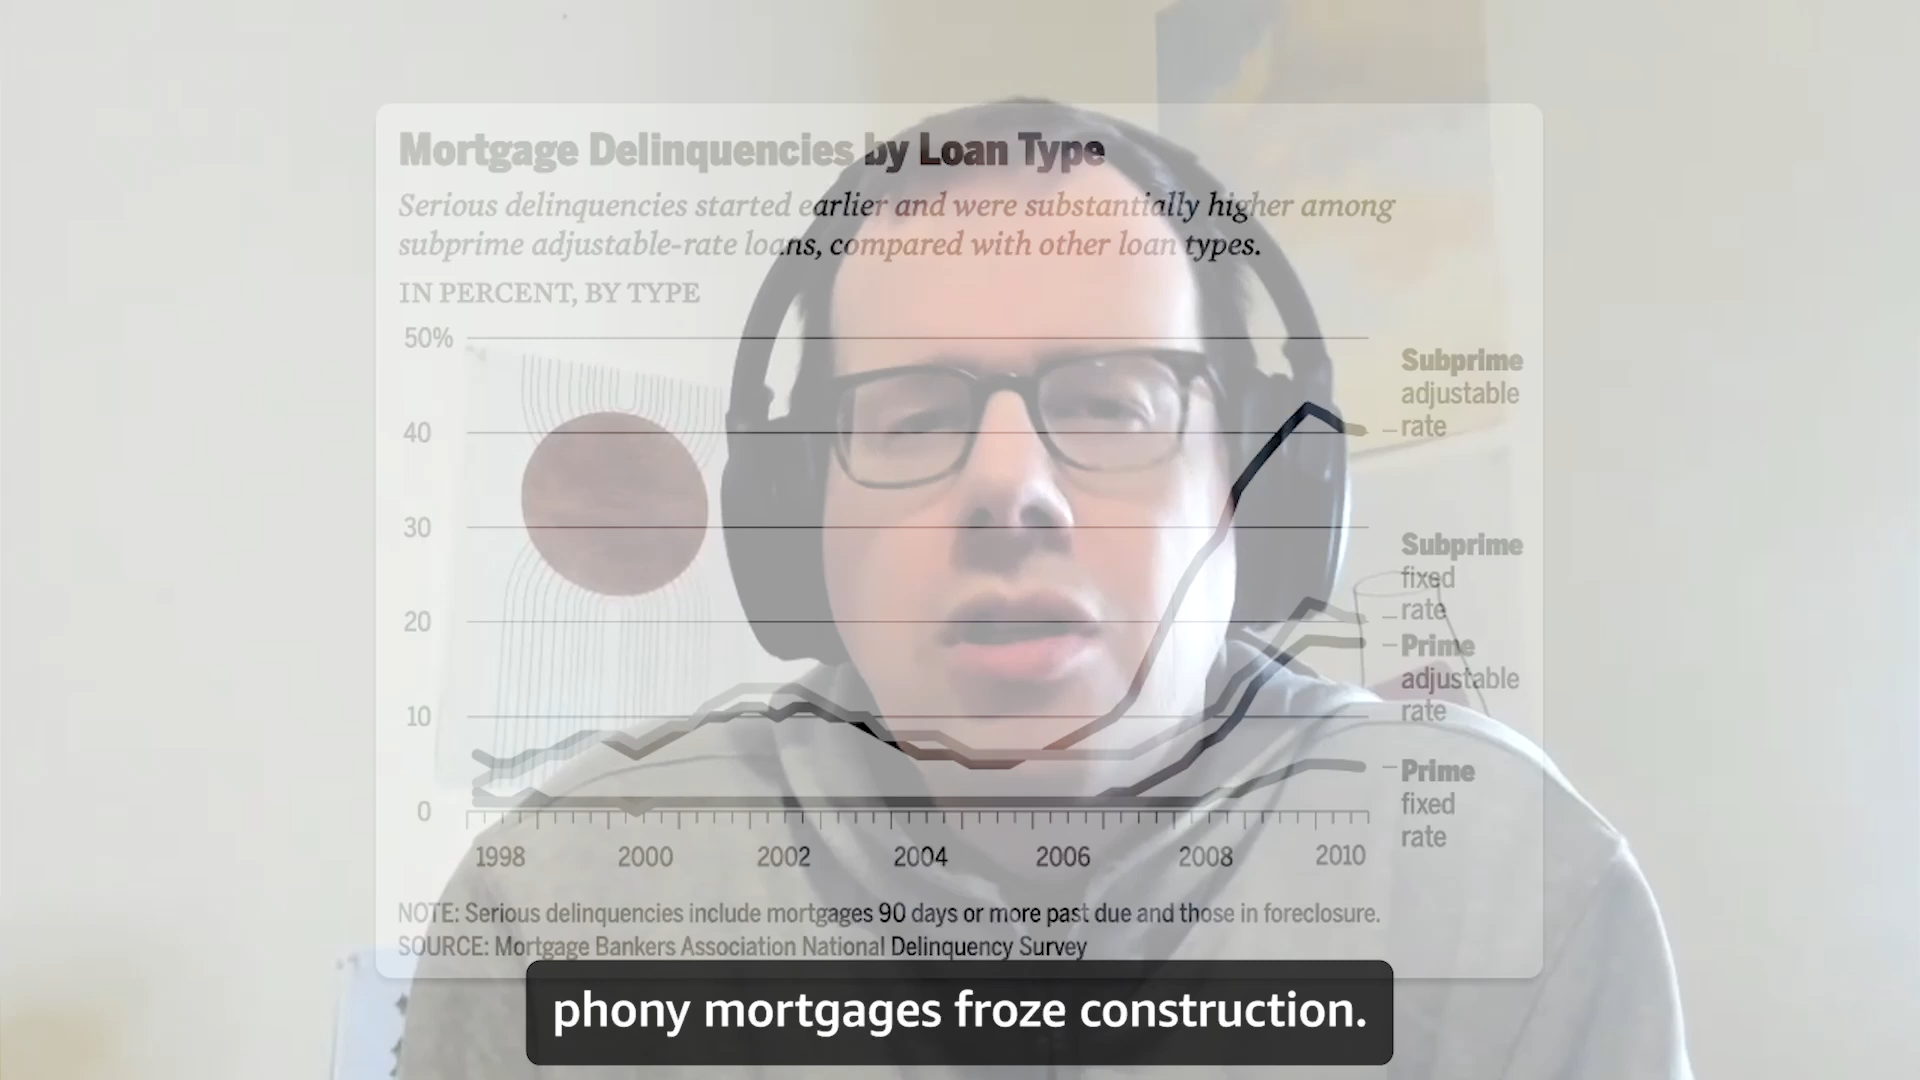 Mortgage Delinquencies by Loan Type
Serious delinquencies started earlier and were substantially higher among
subprime adjustable-rate loans, compared with other loan types.
IN PERCENT, BY TYPE
50%
40
30
20
10
0
Subprime
adjustable
rate
Subprime
fixed
rate
Prime
adjustable
rate
Prime
fixed
rate
1998 2000 2002 2004 2006 2008 2010
NOTE: Serious delinquencies include mortgages 90 days or more past due and those in foreclosure.
SOURCE: Mortgage Bankers Association National Delinquency Survey
phony mortgages froze construction.